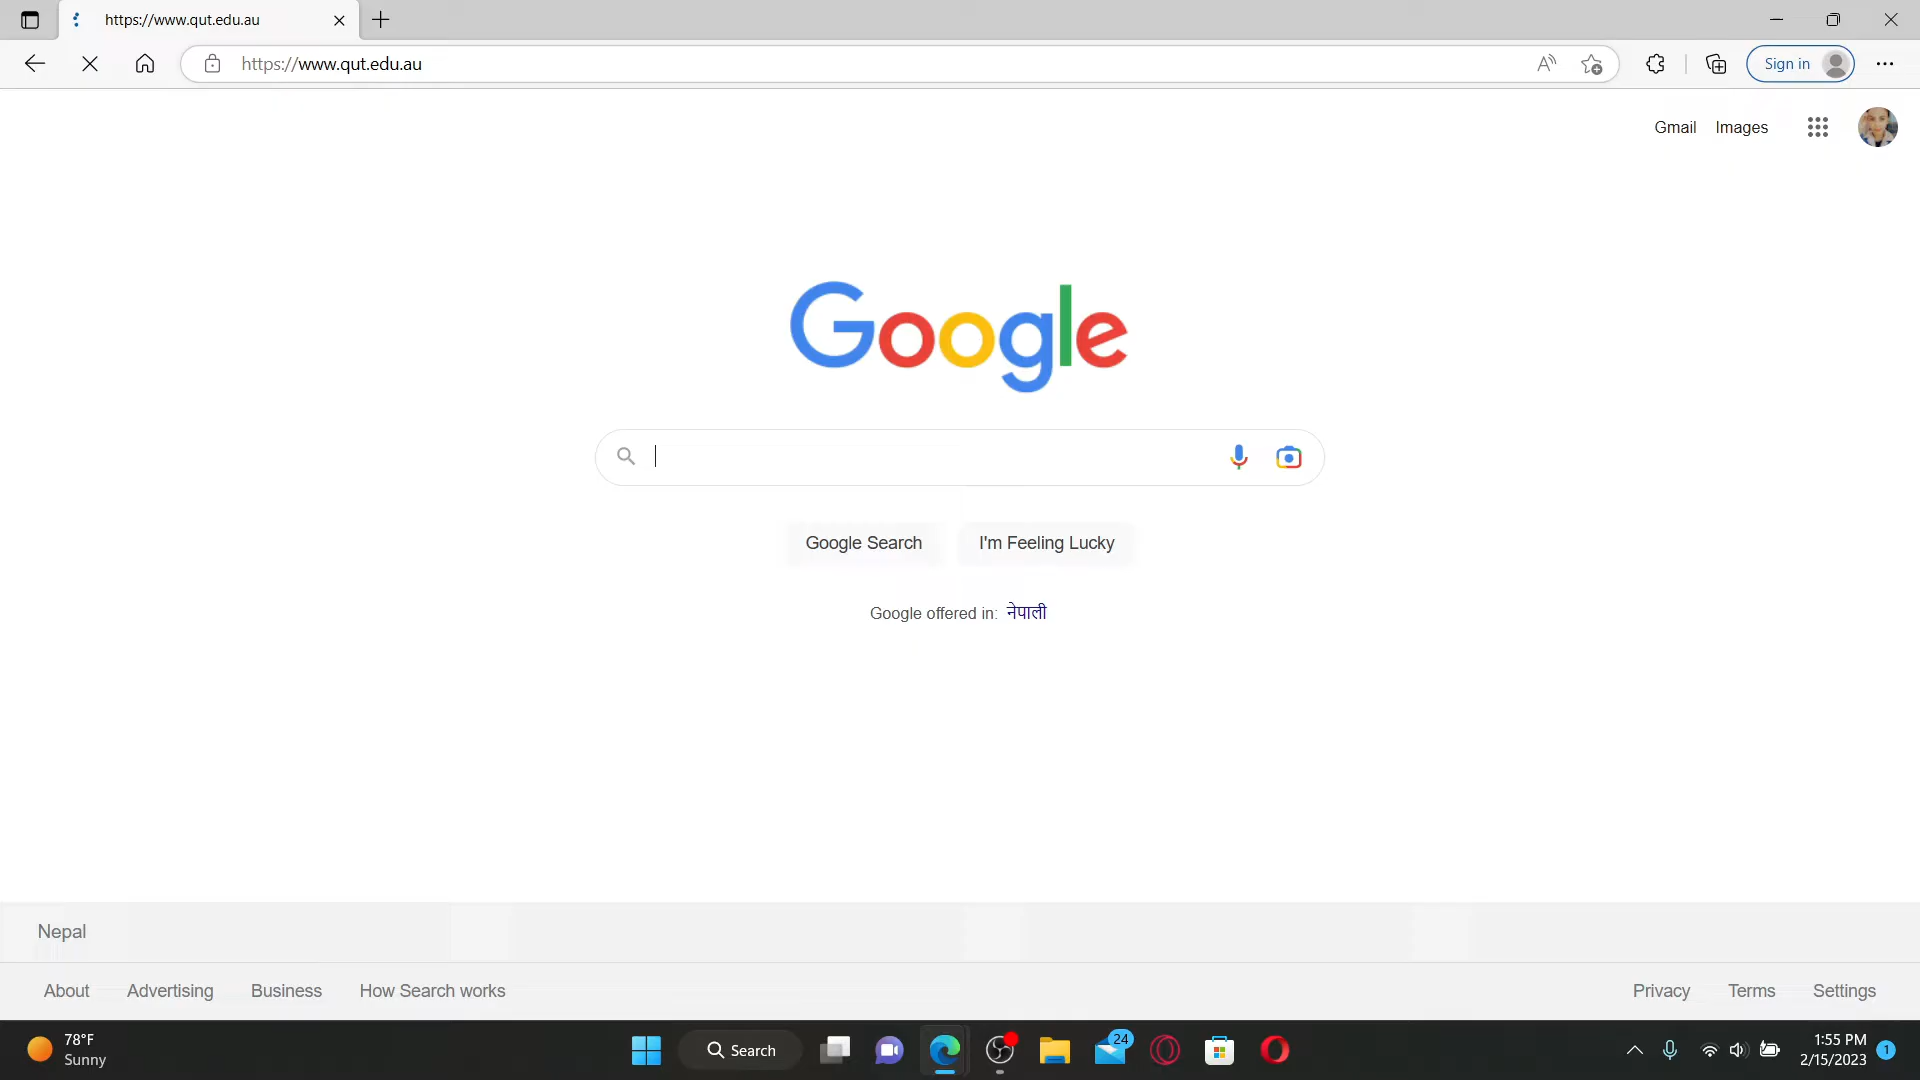 https://www.qut.edu.au
https://www.qut.edu.au
Sign in
Gmail Images
Google
Google Search I'm Feeling Lucky
Google offered in: नेपाली
Nepal
About Advertising Business How Search works Privacy Terms Settings
78°F
Sunny
Search
24
1:55 PM
2/15/2023
1